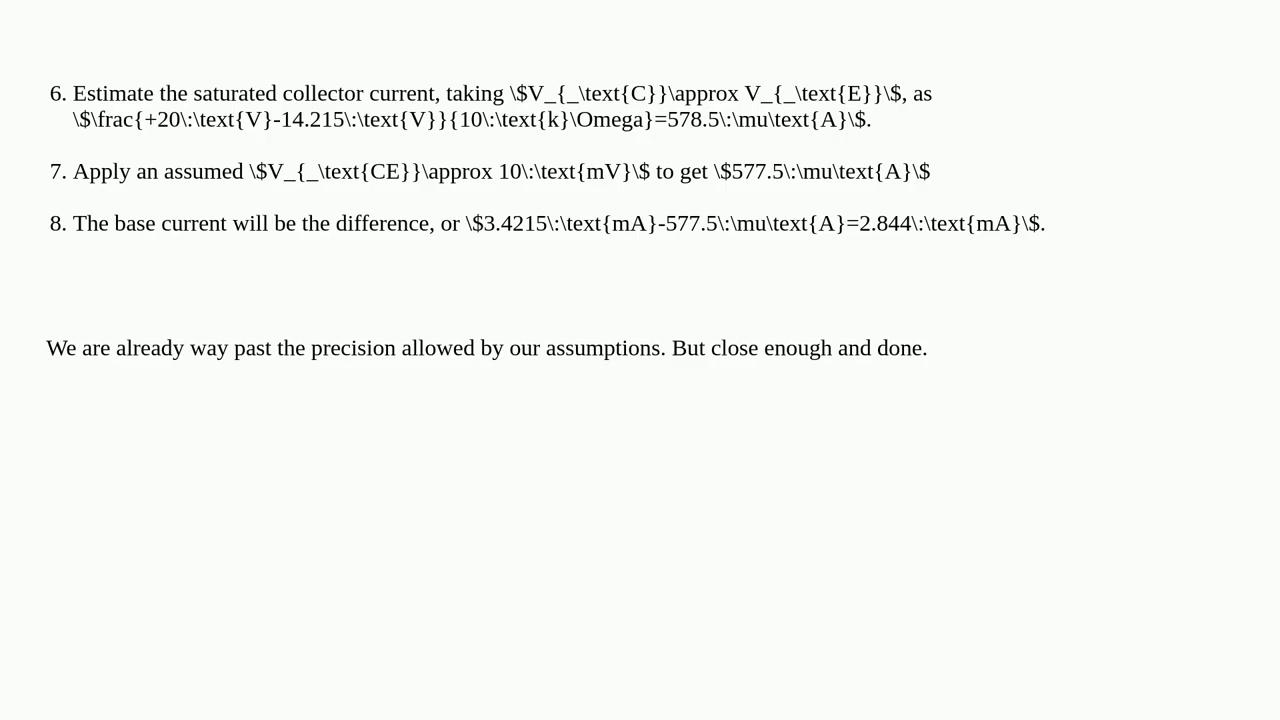 6. Estimate the saturated collector current, taking \$V_{_\text{C}}\approx V_{_\text{E}}\$, as
\$\frac{+20\:\text{V}-14.215\:\text{V}}{10\:\text{k}\Omega}=578.5\:\mu\text{A}\$.
7. Apply an assumed \$V_{_\text{CE}}\approx 10\:\text{mV}\$ to get \$577.5\:\mu\text{A}\$
8. The base current will be the difference, or \$3.4215\:\text{mA}-577.5\:\mu\text{A}=2.844\:\text{mA}\$.
We are already way past the precision allowed by our assumptions. But close enough and done.